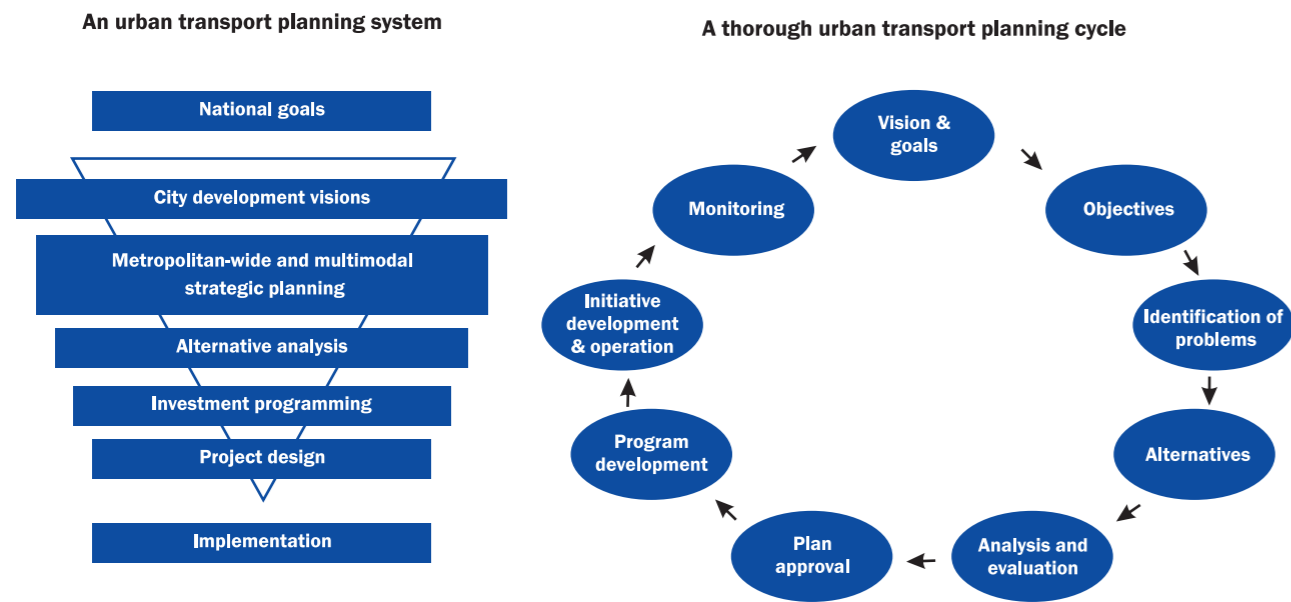 An urban transport planning system
National goals
City development visions
Metropolitan-wide and multimodal
strategic planning
Alternative analysis
Investment programming
Project design
Implementation
A thorough urban transport planning cycle
Vision &
goals
Objectives
Identification of
problems
Alternatives
Analysis and
evaluation
Plan
approval
Program
development
Initiative
development
& operation
Monitoring